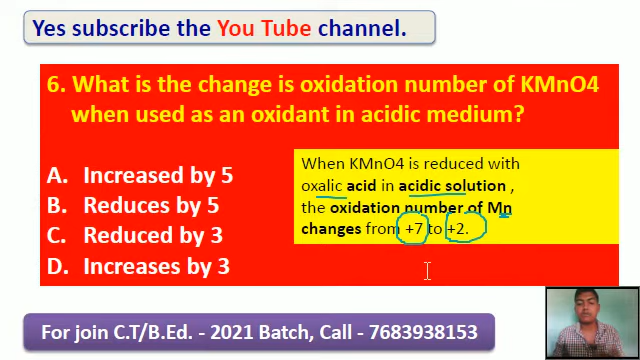 Yes subscribe the You Tube channel.
6. What is the change is oxidation number of KMnO4
when used as an oxidant in acidic medium?
A. Increased by 5
B. Reduces by 5
C. Reduced by 3
D. Increases by 3
When KMnO4 is reduced with
oxalic acid in acidic solution ,
the oxidation number of Mn
changes from +7 to +2.
For join C.T/B.Ed. - 2021 Batch, Call - 7683938153